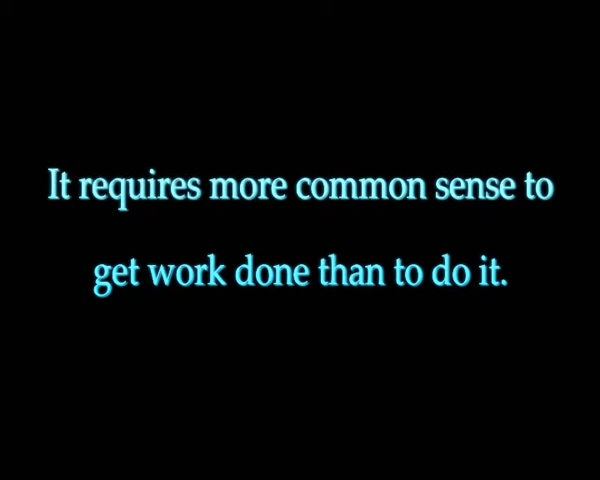 It requires more common sense to
get work done than to do it.